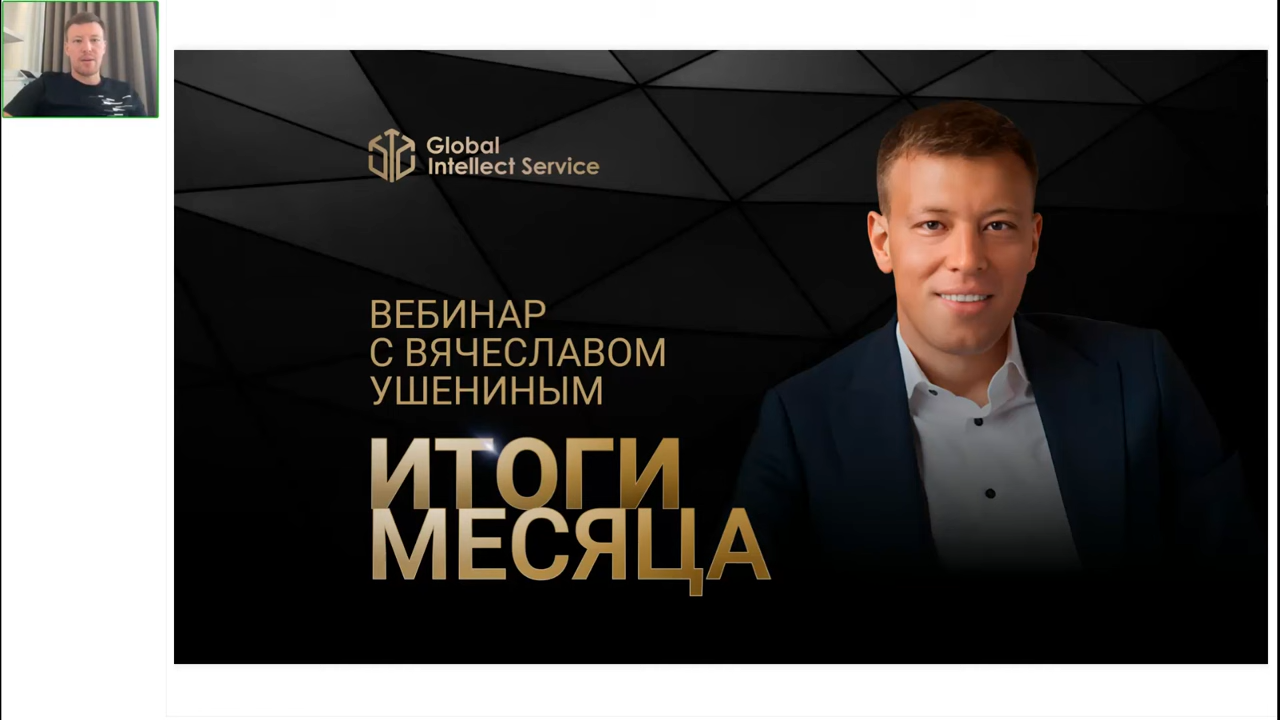 Global
Intellect Service
ВЕБИНАР
С ВЯЧЕСЛАВОМ
УШЕНИНЫМ
ИТОГИ
МЕСЯЦА